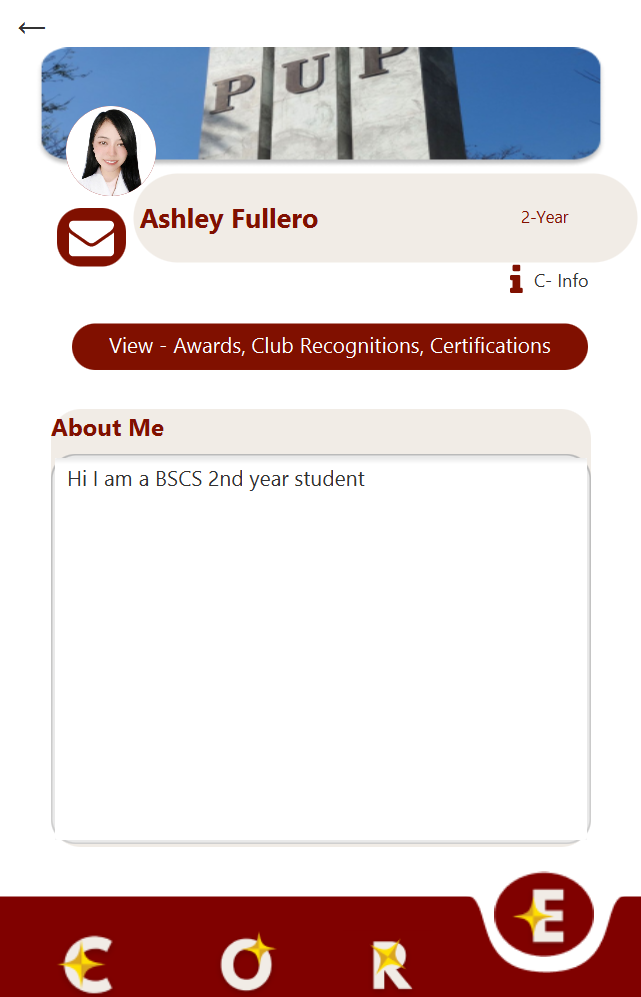 PUP
Ashley Fullero
2-Year
C- Info
View - Awards, Club Recognitions, Certifications
About Me
Hi I am a BSCS 2nd year student
C O R E